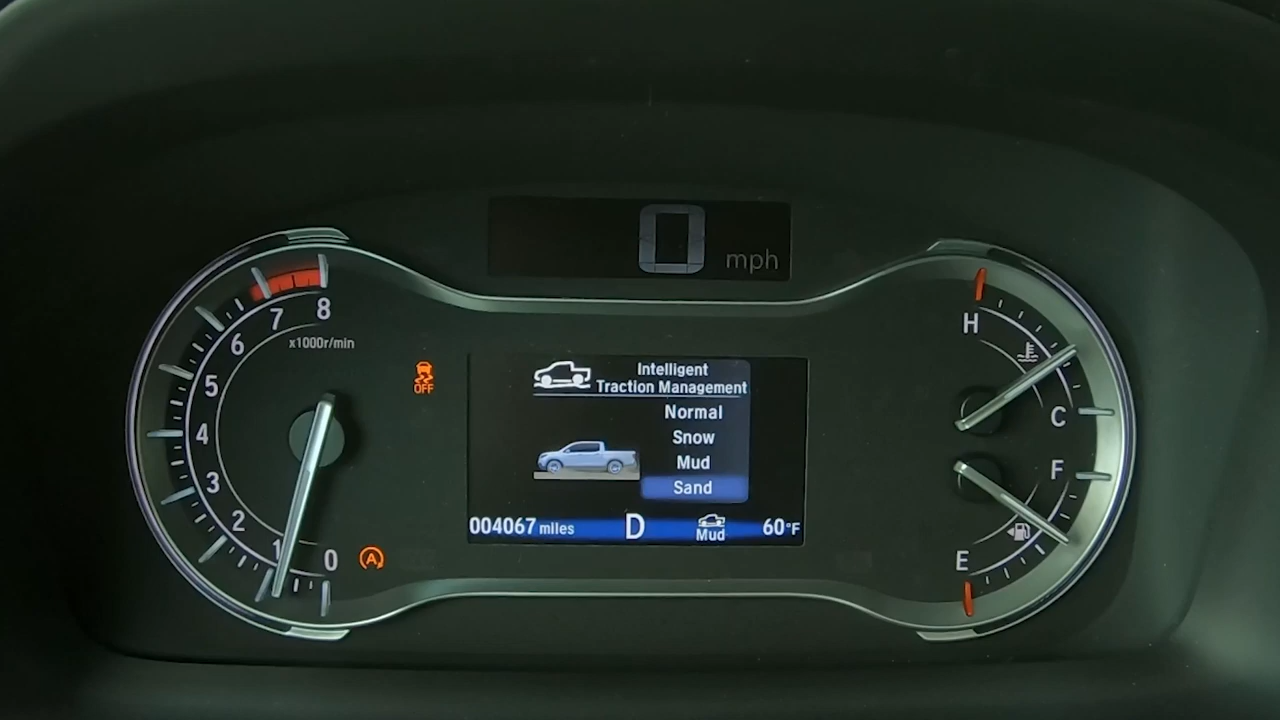 0 mph
8
7
6
5
4
3
2
1
0
x1000r/min
OFF
A
Intelligent
Traction Management
Normal
Snow
Mud
Sand
004067 miles D Mud 60°F
H
C
F
E